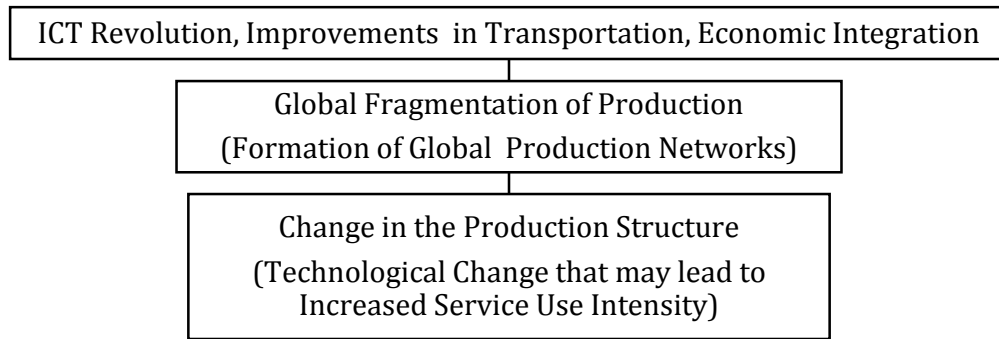 ICT Revolution, Improvements in Transportation, Economic Integration
Global Fragmentation of Production
(Formation of Global Production Networks)
Change in the Production Structure
(Technological Change that may lead to
Increased Service Use Intensity)